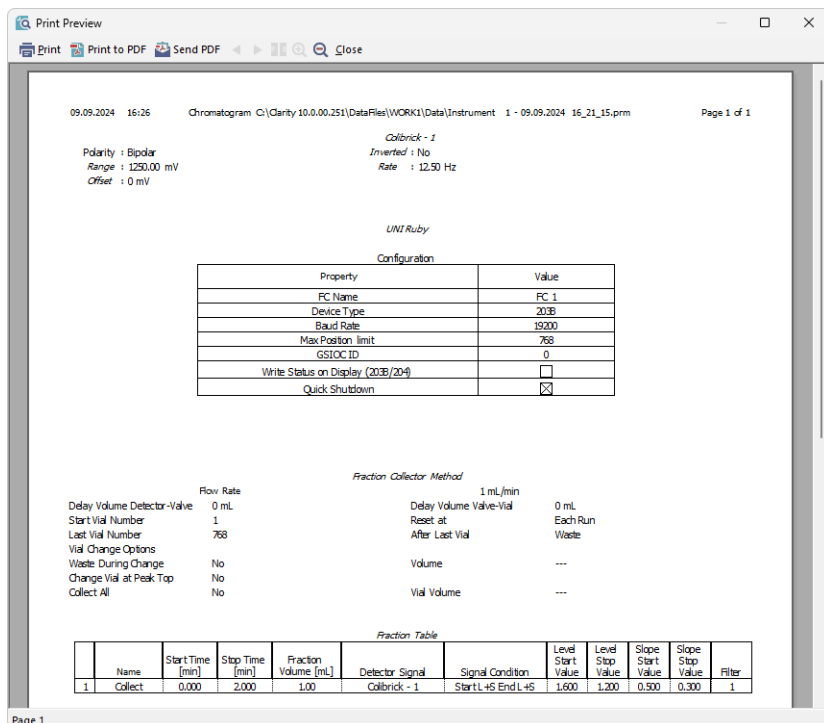 Print Preview
Print Print to PDF Send PDF Close
09.09.2024 16:26 Chromatogram C:\Clarity 10.0.00.251\DataFiles\WORK1\Data\Instrument 1 - 09.09.2024 16_21_15.prm Page 1 of 1
Colibrick - 1
Polarity : Bipolar Inverted : No
Range : 1250.00 mV Rate : 12.50 Hz
Offset : 0 mV
UNI Ruby
Configuration
Property Value
FC Name FC 1
Device Type 203B
Baud Rate 19200
Max Position limit 768
GSIOC ID 0
Write Status on Display (203B/204)
Quick Shutdown
Fraction Collector Method
Flow Rate 1 mL/min
Delay Volume Detector-Valve 0 mL Delay Volume Valve-Vial 0 mL
Start Vial Number 1 Reset at Each Run
Last Vial Number 768 After Last Vial Waste
Vial Change Options
Waste During Change No Volume ---
Change Vial at Peak Top No
Collect All No Vial Volume ---
Fraction Table
Name Start Time [min] Stop Time [min] Fraction Volume [mL] Detector Signal Signal Condition Level Start Value Level Stop Value Slope Start Value Slope Stop Value Filter
1 Collect 0.000 2.000 1.00 Colibrick - 1 Start L+S End L+S 1.600 1.200 0.500 0.300 1
Page 1